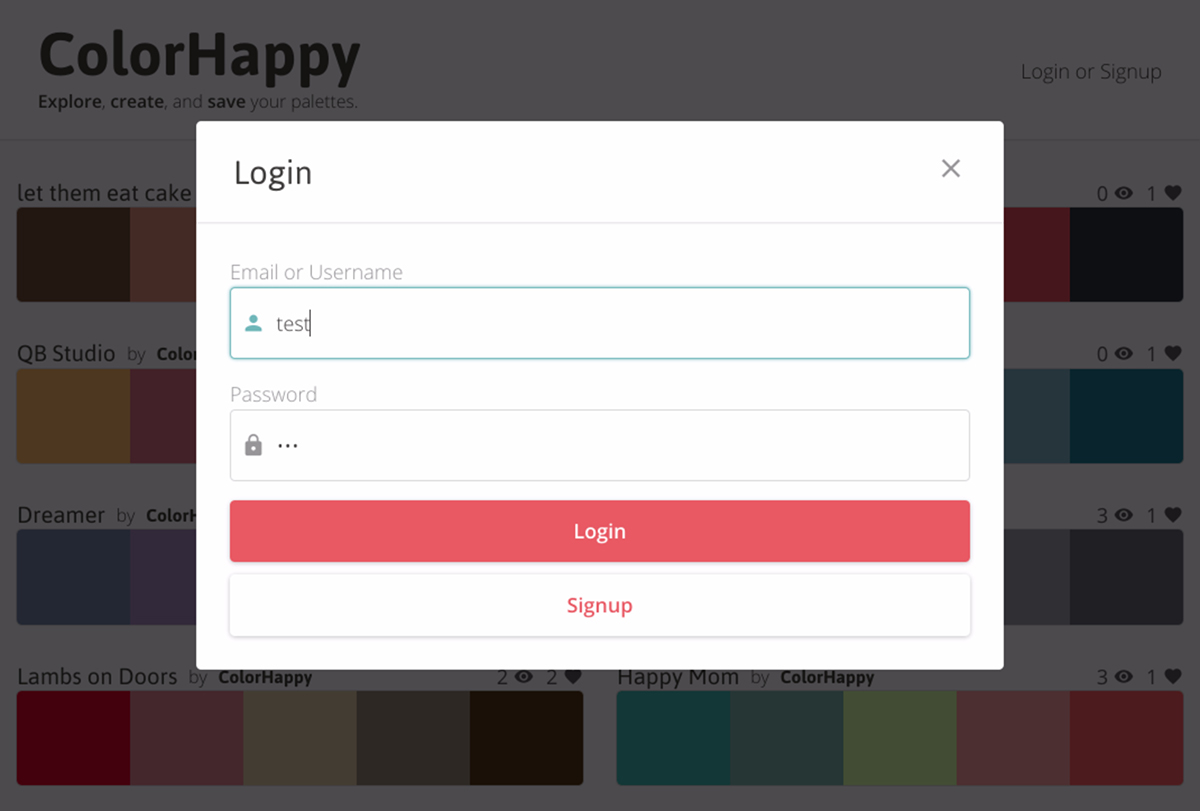 ColorHappy
Explore, create, and save your palettes.
Login or Signup
Login
Email or Username
test
Password
Login
Signup
let them eat cake
0 1
QB Studio by Color
0 1
Dreamer by ColorH
3 1
Lambs on Doors by ColorHappy 2 2
Happy Mom by ColorHappy 3 1